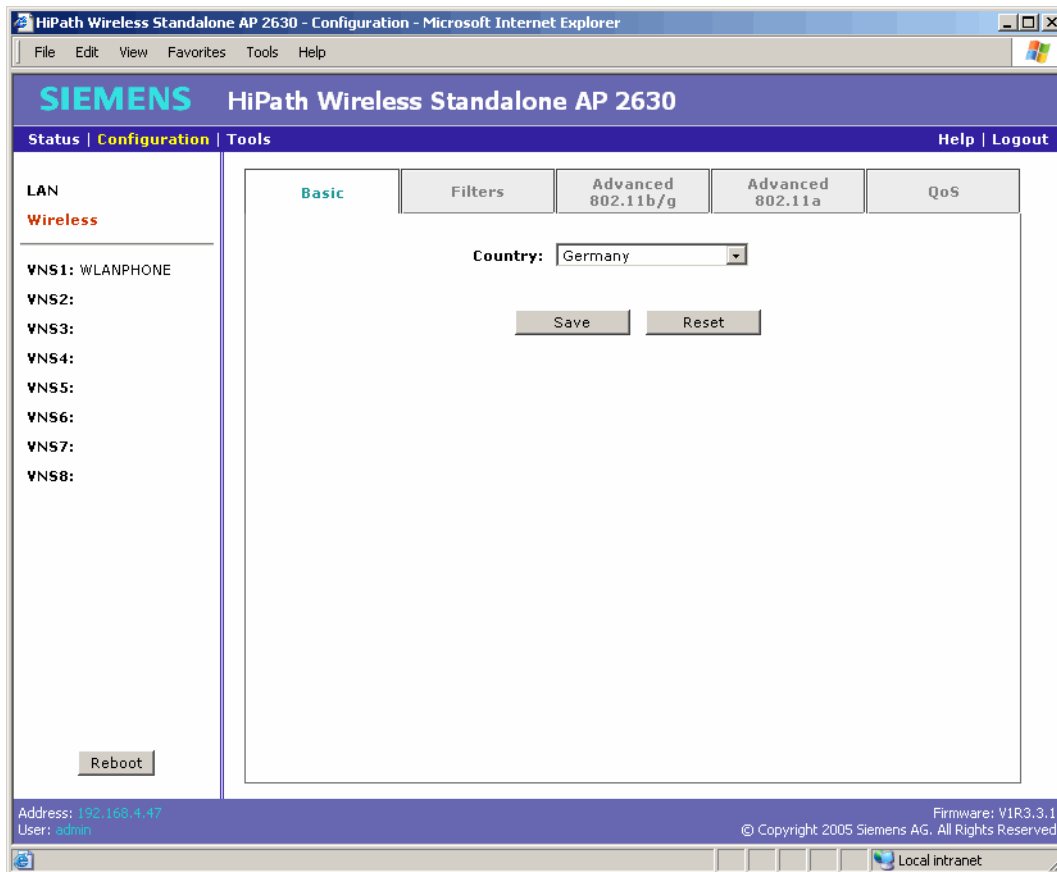 HiPath Wireless Standalone AP 2630 - Configuration - Microsoft Internet Explorer
File Edit View Favorites Tools Help
SIEMENS HiPath Wireless Standalone AP 2630
Status | Configuration | Tools Help | Logout
LAN
Wireless
VNS1: WLANPHONE
VNS2:
VNS3:
VNS4:
VNS5:
VNS6:
VNS7:
VNS8:
Reboot
Basic
Filters
Advanced
802.11b/g
Advanced
802.11a
QoS
Country: Germany
Save Reset
Address: 192.168.4.47 Firmware: V1R3.3.1
User: admin © Copyright 2005 Siemens AG. All Rights Reserved
Local intranet